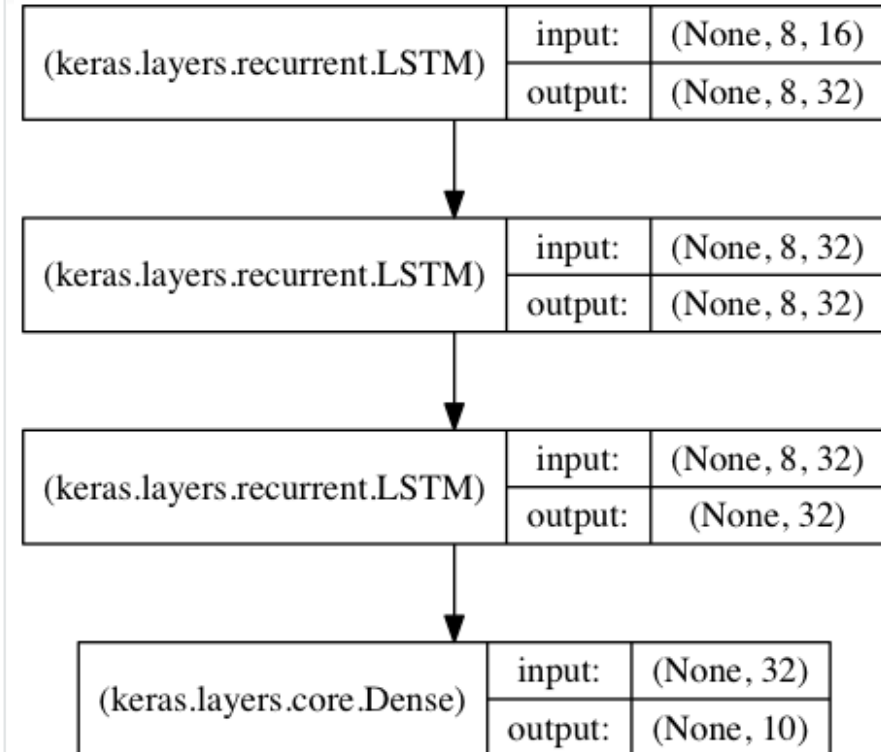 (keras.layers.recurrent.LSTM)
input:
(None, 8, 16)
output:
(None, 8, 32)
(keras.layers.recurrent.LSTM)
input:
(None, 8, 32)
output:
(None, 8, 32)
(keras.layers.recurrent.LSTM)
input:
(None, 8, 32)
output:
(None, 32)
(keras.layers.core.Dense)
input:
(None, 32)
output:
(None, 10)